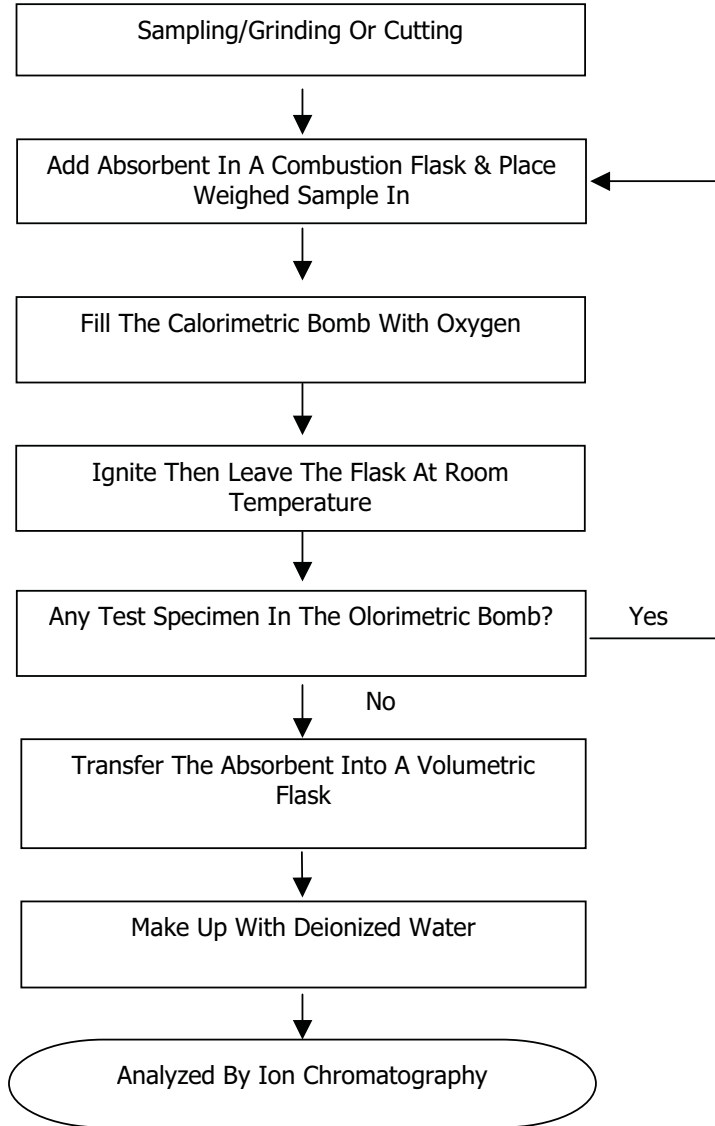 Sampling/Grinding Or Cutting
Add Absorbent In A Combustion Flask & Place
Weighed Sample In
Fill The Calorimetric Bomb With Oxygen
Ignite Then Leave The Flask At Room
Temperature
Any Test Specimen In The Olorimetric Bomb?
Yes
No
Transfer The Absorbent Into A Volumetric
Flask
Make Up With Deionized Water
Analyzed By Ion Chromatography